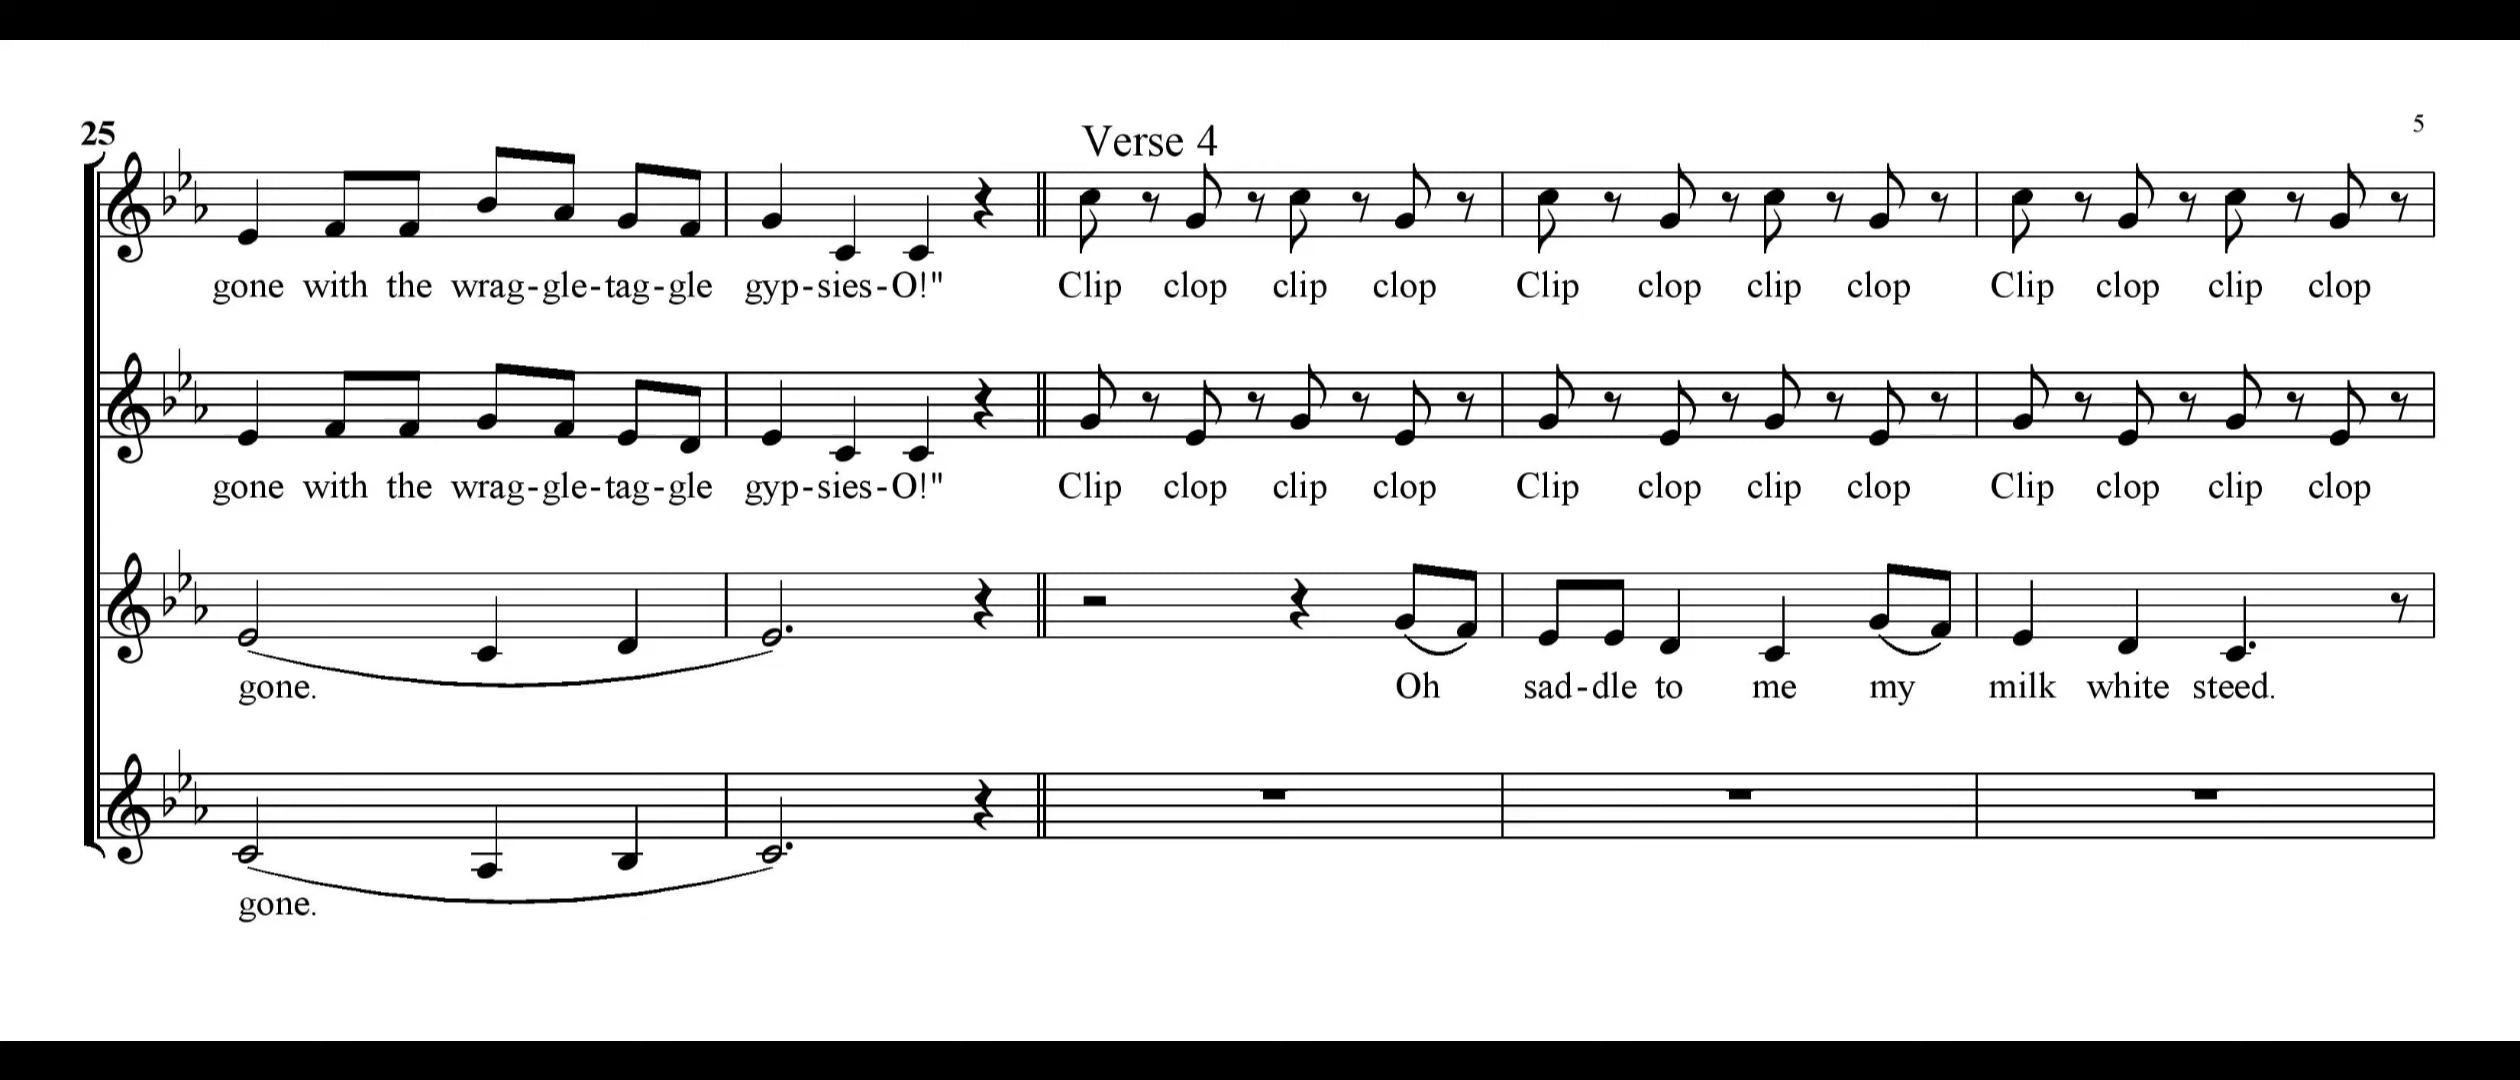 25
Verse 4
5
gone with the wrag-gle-tag-gle gyp-sies-O!" Clip clop clip clop Clip clop clip clop Clip clop clip clop
gone with the wrag-gle-tag-gle gyp-sies-O!" Clip clop clip clop Clip clop clip clop Clip clop clip clop
gone. Oh sad-dle to me my milk white steed.
gone.